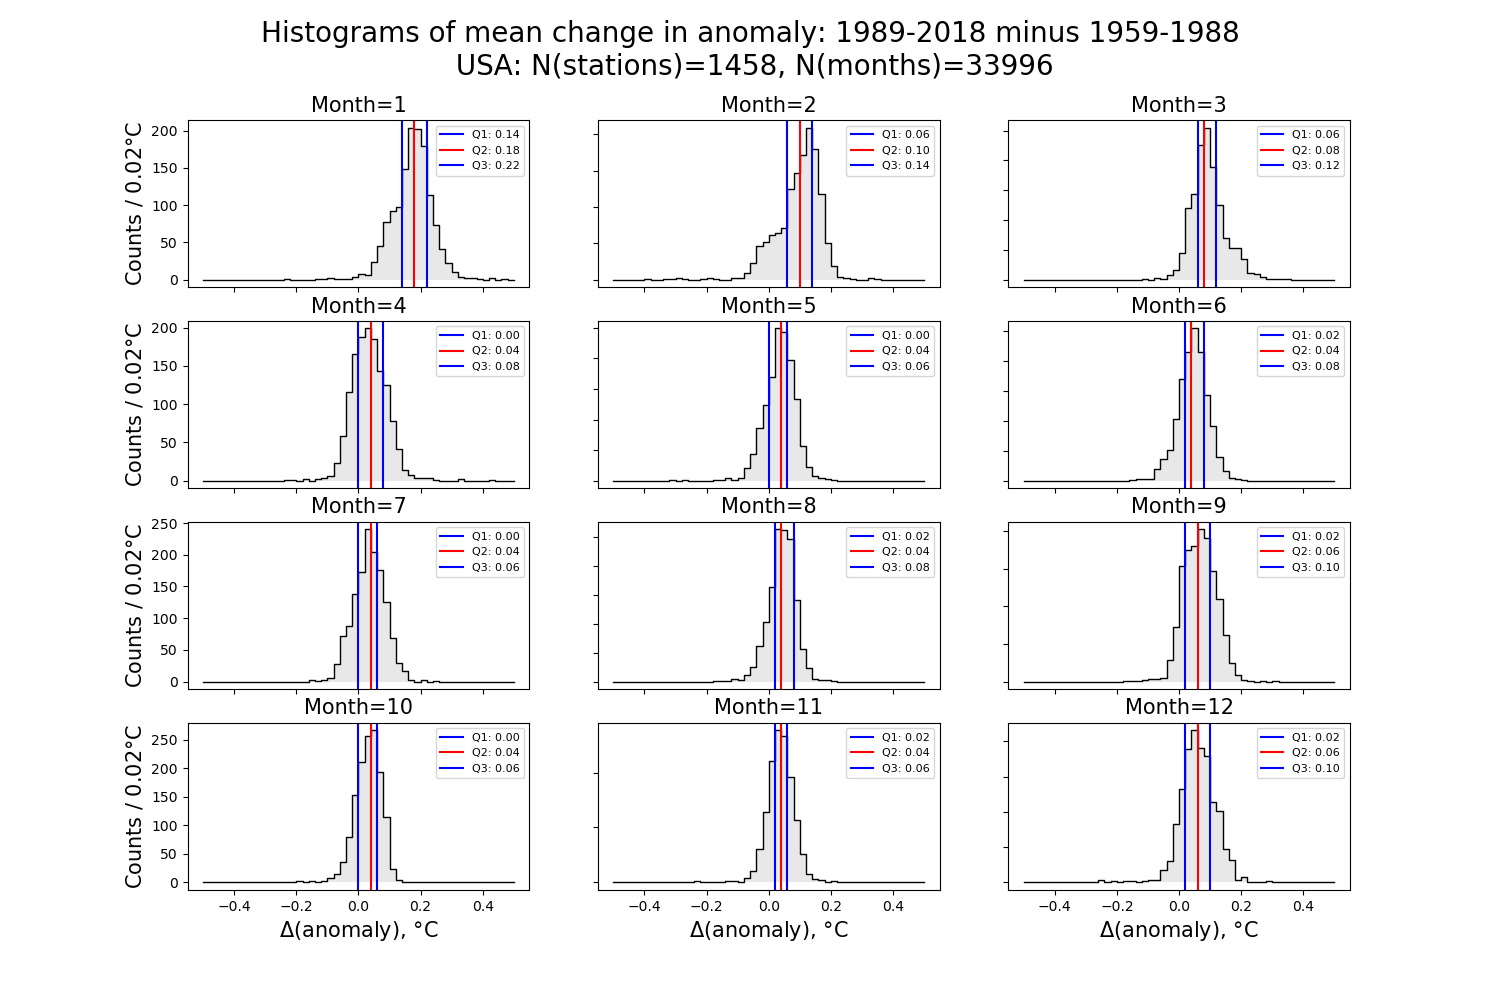 Histograms of mean change in anomaly: 1989-2018 minus 1959-1988
USA: N(stations)=1458, N(months)=33996
Month=1
Month=2
Month=3
Counts / 0.02°C
200
150
100
50
0
Q1: 0.14
Q2: 0.18
Q3: 0.22
Q1: 0.06
Q2: 0.10
Q3: 0.14
Q1: 0.06
Q2: 0.08
Q3: 0.12
Month=4
Month=5
Month=6
Counts / 0.02°C
200
150
100
50
0
Q1: 0.00
Q2: 0.04
Q3: 0.08
Q1: 0.00
Q2: 0.04
Q3: 0.06
Q1: 0.02
Q2: 0.04
Q3: 0.08
Month=7
Month=8
Month=9
Counts / 0.02°C
250
200
150
100
50
0
Q1: 0.00
Q2: 0.04
Q3: 0.06
Q1: 0.02
Q2: 0.04
Q3: 0.08
Q1: 0.02
Q2: 0.06
Q3: 0.10
Month=10
Month=11
Month=12
Counts / 0.02°C
250
200
150
100
50
0
Q1: 0.00
Q2: 0.04
Q3: 0.06
Q1: 0.02
Q2: 0.04
Q3: 0.06
Q1: 0.02
Q2: 0.06
Q3: 0.10
−0.4 −0.2 0.0 0.2 0.4
−0.4 −0.2 0.0 0.2 0.4
−0.4 −0.2 0.0 0.2 0.4
Δ(anomaly), °C
Δ(anomaly), °C
Δ(anomaly), °C